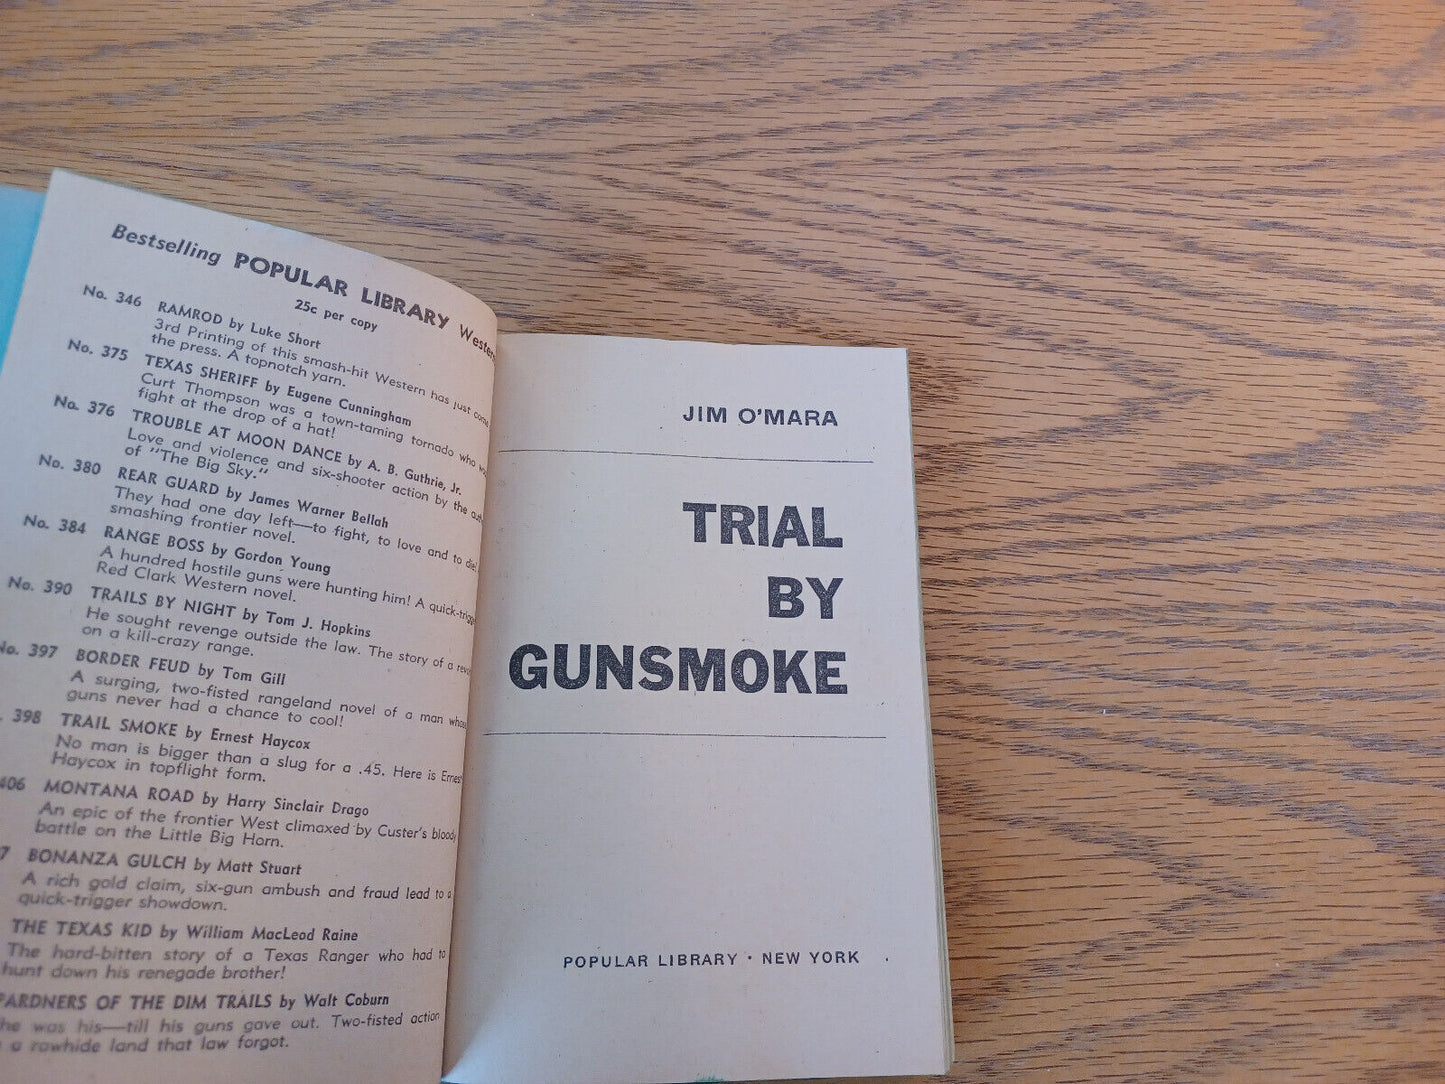 Bestselling POPULAR LIBRARY Westerns
25c per copy
No. 346 RAMROD by Luke Short
3rd Printing of this smash-hit Western has just come
the press. A topnotch yarn.
No. 375 TEXAS SHERIFF by Eugene Cunningham
Curt Thompson was a town-taming tornado who
fight at the drop of a hat!
No. 376 TROUBLE AT MOON DANCE by A. B. Guthrie, Jr.
Love and violence and six-shooter action by the
of "The Big Sky."
No. 380 REAR GUARD by James Warner Bellah
They had one day left—to fight, to love and to die!
smashing frontier novel.
No. 384 RANGE BOSS by Gordon Young
A hundred hostile guns were hunting him! A quick-trigger
Red Clark Western novel.
No. 390 TRAILS BY NIGHT by Tom J. Hopkins
He sought revenge outside the law. The story of a
on a kill-crazy range.
No. 397 BORDER FEUD by Tom Gill
A surging, two-fisted rangeland novel of a man whose
guns never had a chance to cool!
. 398 TRAIL SMOKE by Ernest Haycox
No man is bigger than a slug for a .45. Here is Ernest
Haycox in topflight form.
406 MONTANA ROAD by Harry Sinclair Drago
An epic of the frontier West climaxed by Custer's bloody
battle on the Little Big Horn.
7 BONANZA GULCH by Matt Stuart
A rich gold claim, six-gun ambush and fraud lead to a
quick-trigger showdown.
THE TEXAS KID by William MacLeod Raine
The hard-bitten story of a Texas Ranger who had to
hunt down his renegade brother!
PARDNERS OF THE DIM TRAILS by Walt Coburn
he was his—till his guns gave out. Two-fisted action
a rawhide land that law forgot.
JIM O'MARA
TRIAL
BY
GUNSMOKE
POPULAR LIBRARY · NEW YORK